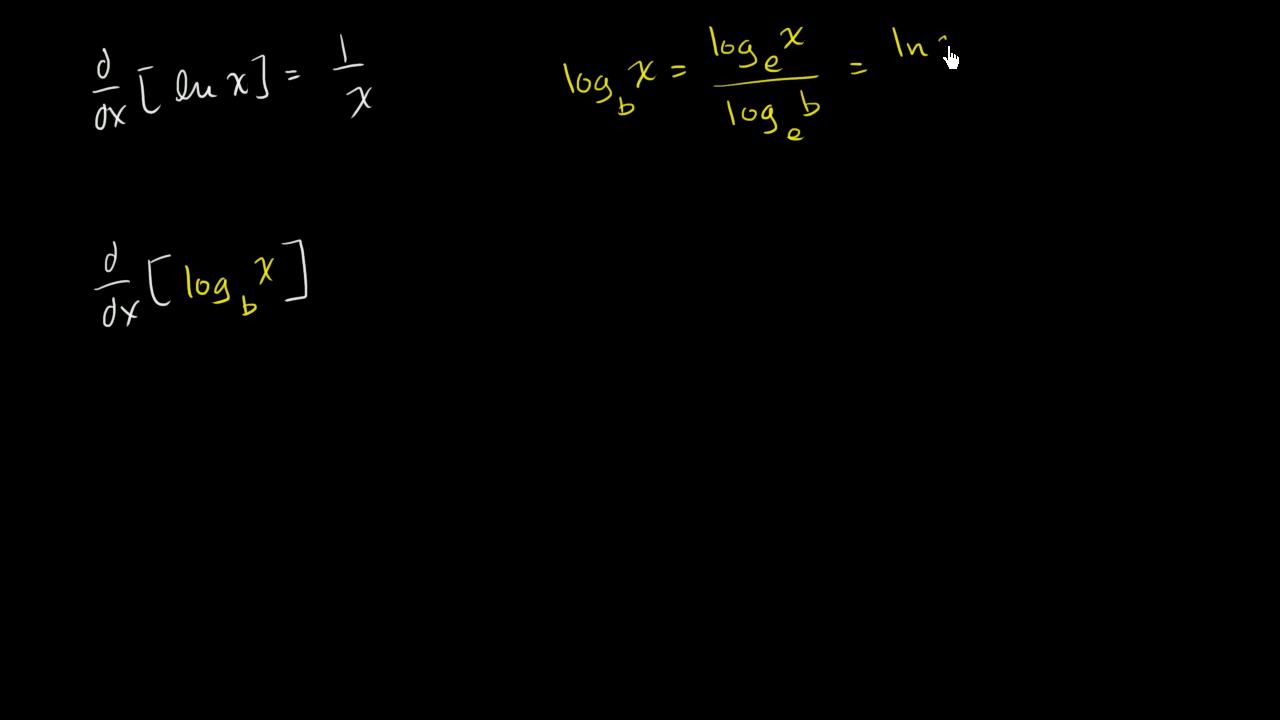 d/dx [ln x] = 1/x
log_b x = log_e x / log_e b = ln
d/dx [log_b x]